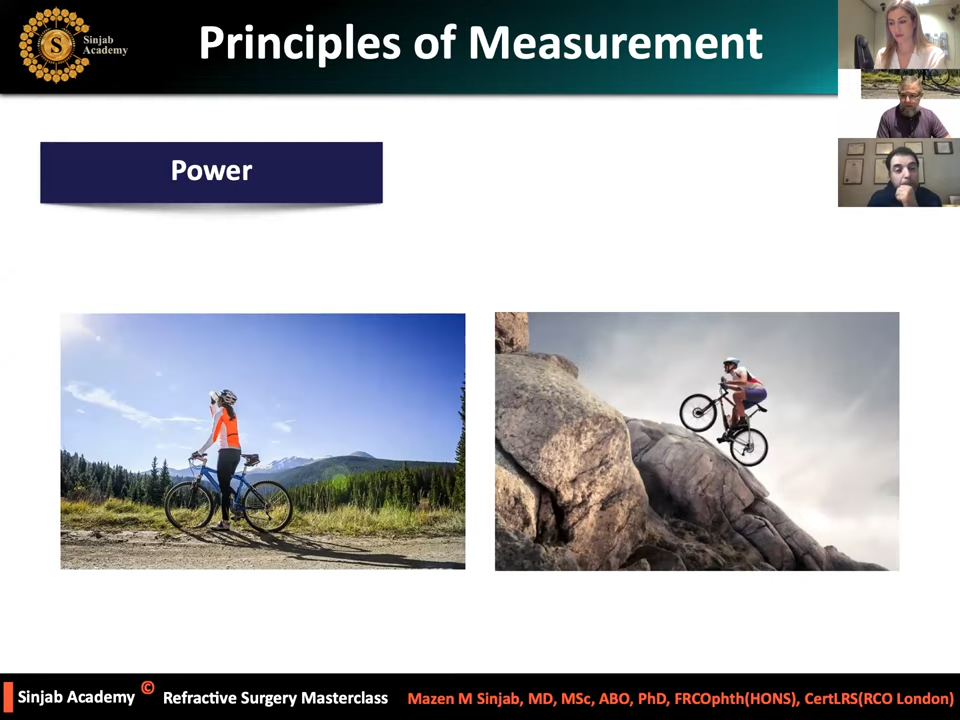 Sinjab
Academy
S
Principles of Measurement
Power
Sinjab Academy © Refractive Surgery Masterclass Mazen M Sinjab, MD, MSc, ABO, PhD, FRCOphth(HONS), CertLRS(RCO London)